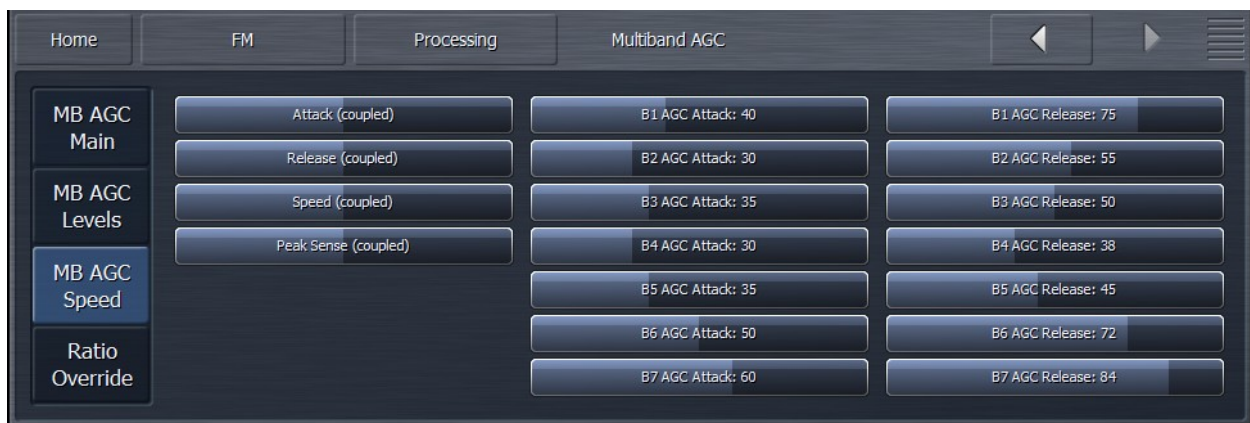 Home
FM
Processing
Multiband AGC
MB AGC
Main
MB AGC
Levels
MB AGC
Speed
Ratio
Override
Attack (coupled)
Release (coupled)
Speed (coupled)
Peak Sense (coupled)
B1 AGC Attack: 40
B2 AGC Attack: 30
B3 AGC Attack: 35
B4 AGC Attack: 30
B5 AGC Attack: 35
B6 AGC Attack: 50
B7 AGC Attack: 60
B1 AGC Release: 75
B2 AGC Release: 55
B3 AGC Release: 50
B4 AGC Release: 38
B5 AGC Release: 45
B6 AGC Release: 72
B7 AGC Release: 84